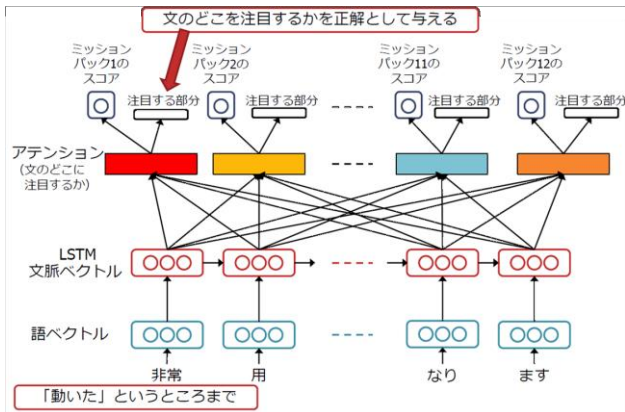 文のどこを注目するかを正解として与える
ミッション
パック1の
スコア
注目する部分
ミッション
パック2の
スコア
注目する部分
ミッション
パック11の
スコア
注目する部分
ミッション
パック12の
スコア
注目する部分
アテンション
(文のどこに
注目するか)
LSTM
文脈ベクトル
語ベクトル
非常
用
なり
ます
「動いた」というところまで